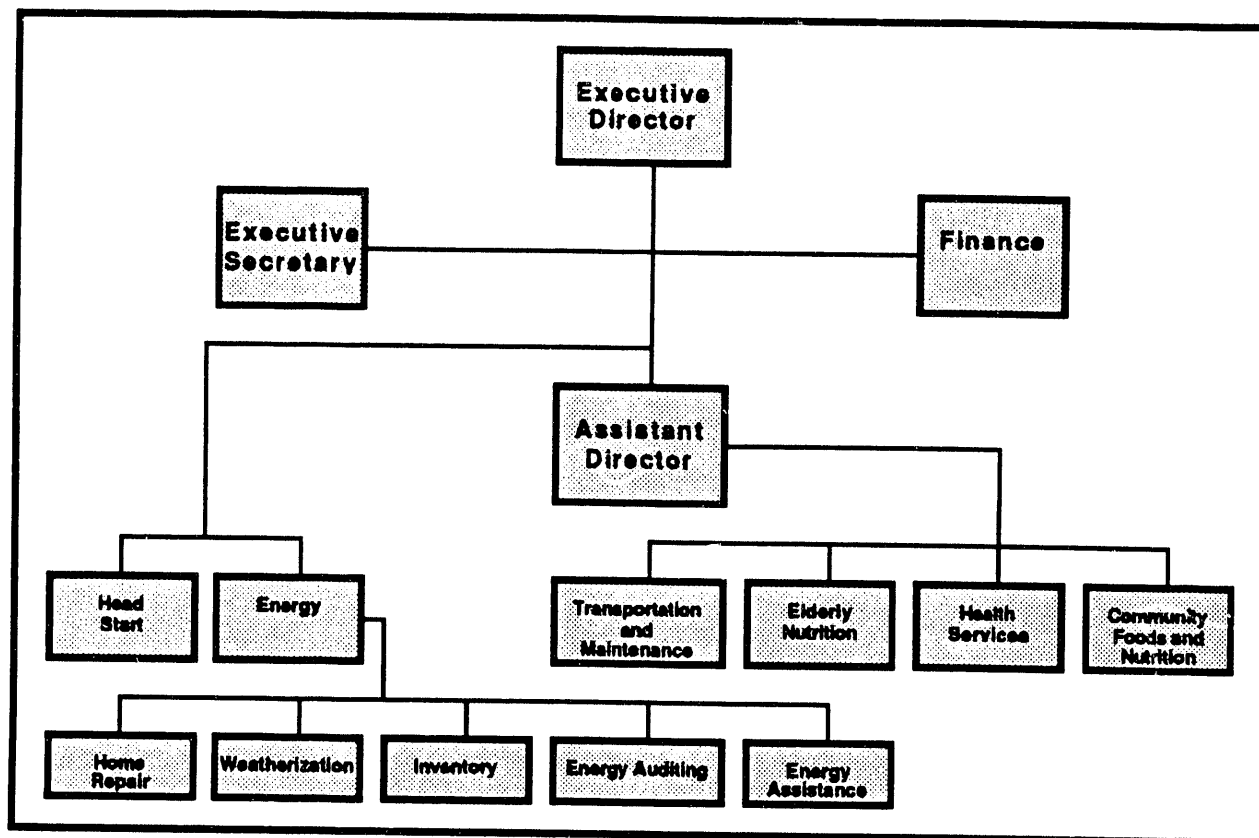 Executive
Director
Executive
Secretary
Finance
Assistant
Director
Head
Start
Energy
Transportation
and
Maintenance
Elderly
Nutrition
Health
Services
Community
Foods and
Nutrition
Home
Repair
Weatherization
Inventory
Energy Auditing
Energy
Assistance